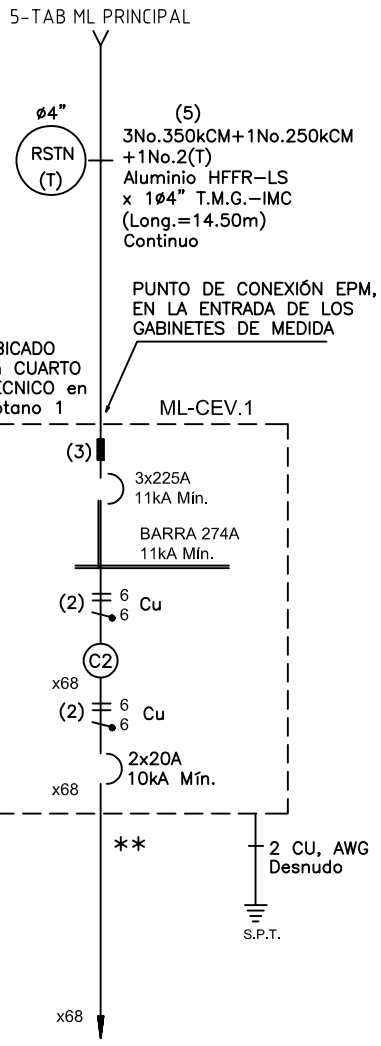 5-TAB ML PRINCIPAL
ø4"
RSTN
(T)
(5)
3No.350kCM+1No.250kCM
+1No.2(T)
Aluminio HFFR-LS
x 1ø4" T.M.G.-IMC
(Long.=14.50m)
Continuo
PUNTO DE CONEXIÓN EPM,
EN LA ENTRADA DE LOS
GABINETES DE MEDIDA
BICADO
CUARTO
ECNICO en
otano 1
ML-CEV.1
(3)
3x225A
11kA Mín.
BARRA 274A
11kA Mín.
(2) 6 Cu
6
C2
x68
(2) 6 Cu
6
2x20A
10kA Mín.
x68
**
2 CU, AWG
Desnudo
S.P.T.
x68